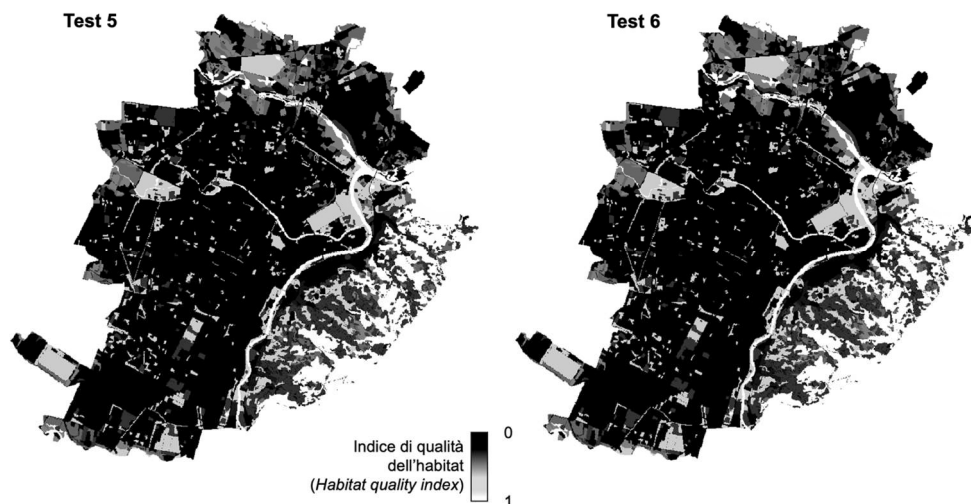 Test 5
Test 6
Indice di qualità
dell'habitat
(Habitat quality index)
0
1